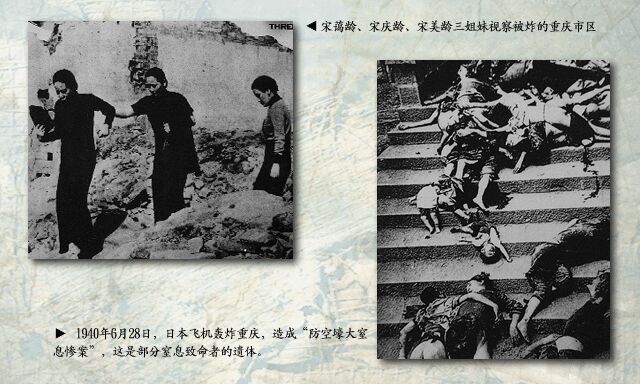 THRE
◀ 宋蔼龄、宋庆龄、宋美龄三姐妹视察被炸的重庆市区
▶ 1940年6月28日，日本飞机轰炸重庆，造成“防空壕大窒
息惨案”，这是部分窒息致命者的遗体。